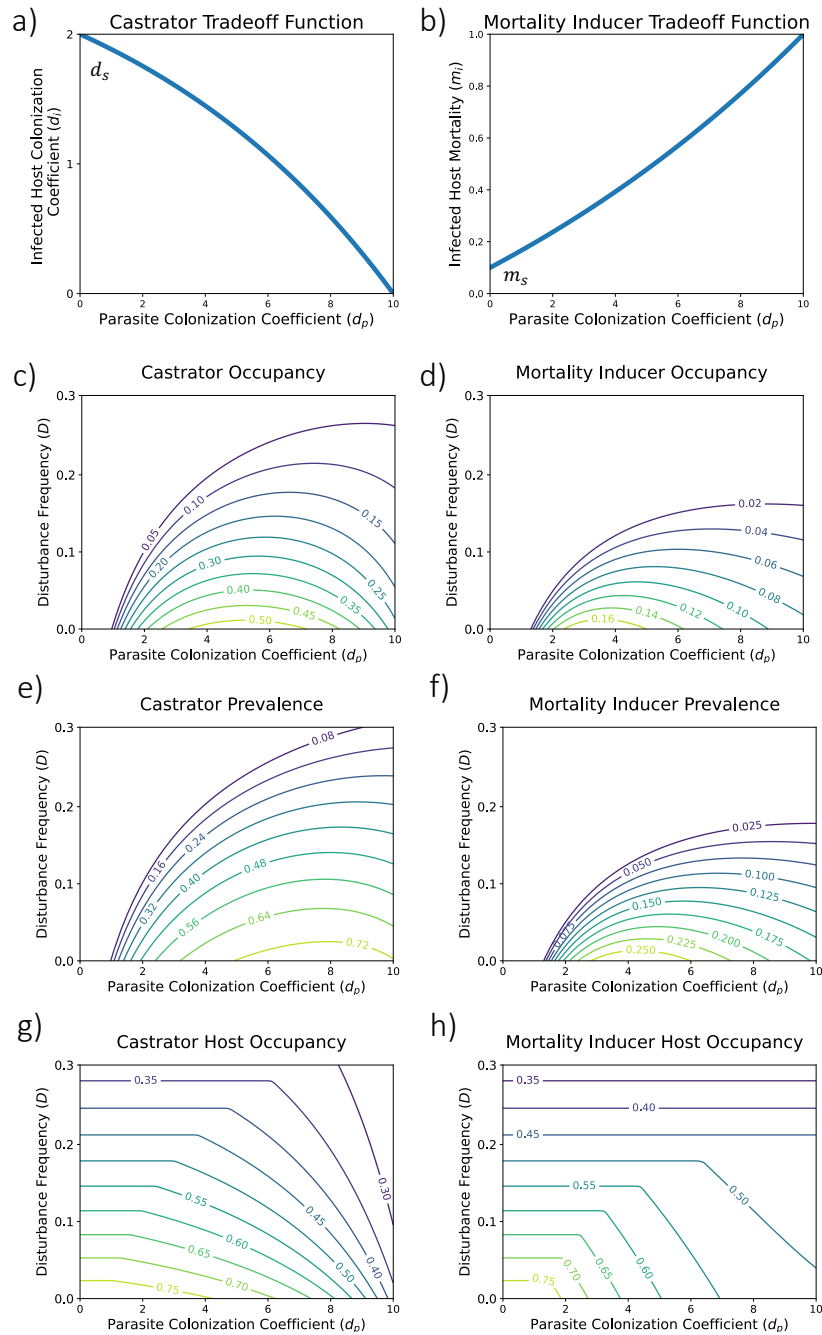 a)
Castrator Tradeoff Function
2
1
0
d_s
Infected Host Colonization
Coefficient (d_i)
0 2 4 6 8 10
Parasite Colonization Coefficient (d_p)
b)
Mortality Inducer Tradeoff Function
1.0
0.8
0.6
0.4
0.2
0.0
m_s
Infected Host Mortality (m_i)
0 2 4 6 8 10
Parasite Colonization Coefficient (d_p)
c)
Castrator Occupancy
0.3
0.2
0.1
0.0
Disturbance Frequency (D)
0.05
0.10
0.15
0.20
0.25
0.30
0.35
0.40
0.45
0.50
0 2 4 6 8 10
Parasite Colonization Coefficient (d_p)
d)
Mortality Inducer Occupancy
0.3
0.2
0.1
0.0
Disturbance Frequency (D)
0.02
0.04
0.06
0.08
0.10
0.12
0.14
0.16
0 2 4 6 8 10
Parasite Colonization Coefficient (d_p)
e)
Castrator Prevalence
0.3
0.2
0.1
0.0
Disturbance Frequency (D)
0.08
0.16
0.24
0.32
0.40
0.48
0.56
0.64
0.72
0 2 4 6 8 10
Parasite Colonization Coefficient (d_p)
f)
Mortality Inducer Prevalence
0.3
0.2
0.1
0.0
Disturbance Frequency (D)
0.025
0.050
0.075
0.100
0.125
0.150
0.175
0.200
0.225
0.250
0 2 4 6 8 10
Parasite Colonization Coefficient (d_p)
g)
Castrator Host Occupancy
0.3
0.2
0.1
0.0
Disturbance Frequency (D)
0.35
0.30
0.45
0.55
0.60
0.65
0.50
0.40
0.70
0.75
0 2 4 6 8 10
Parasite Colonization Coefficient (d_p)
h)
Mortality Inducer Host Occupancy
0.3
0.2
0.1
0.0
Disturbance Frequency (D)
0.35
0.40
0.45
0.50
0.55
0.60
0.65
0.70
0.75
0 2 4 6 8 10
Parasite Colonization Coefficient (d_p)